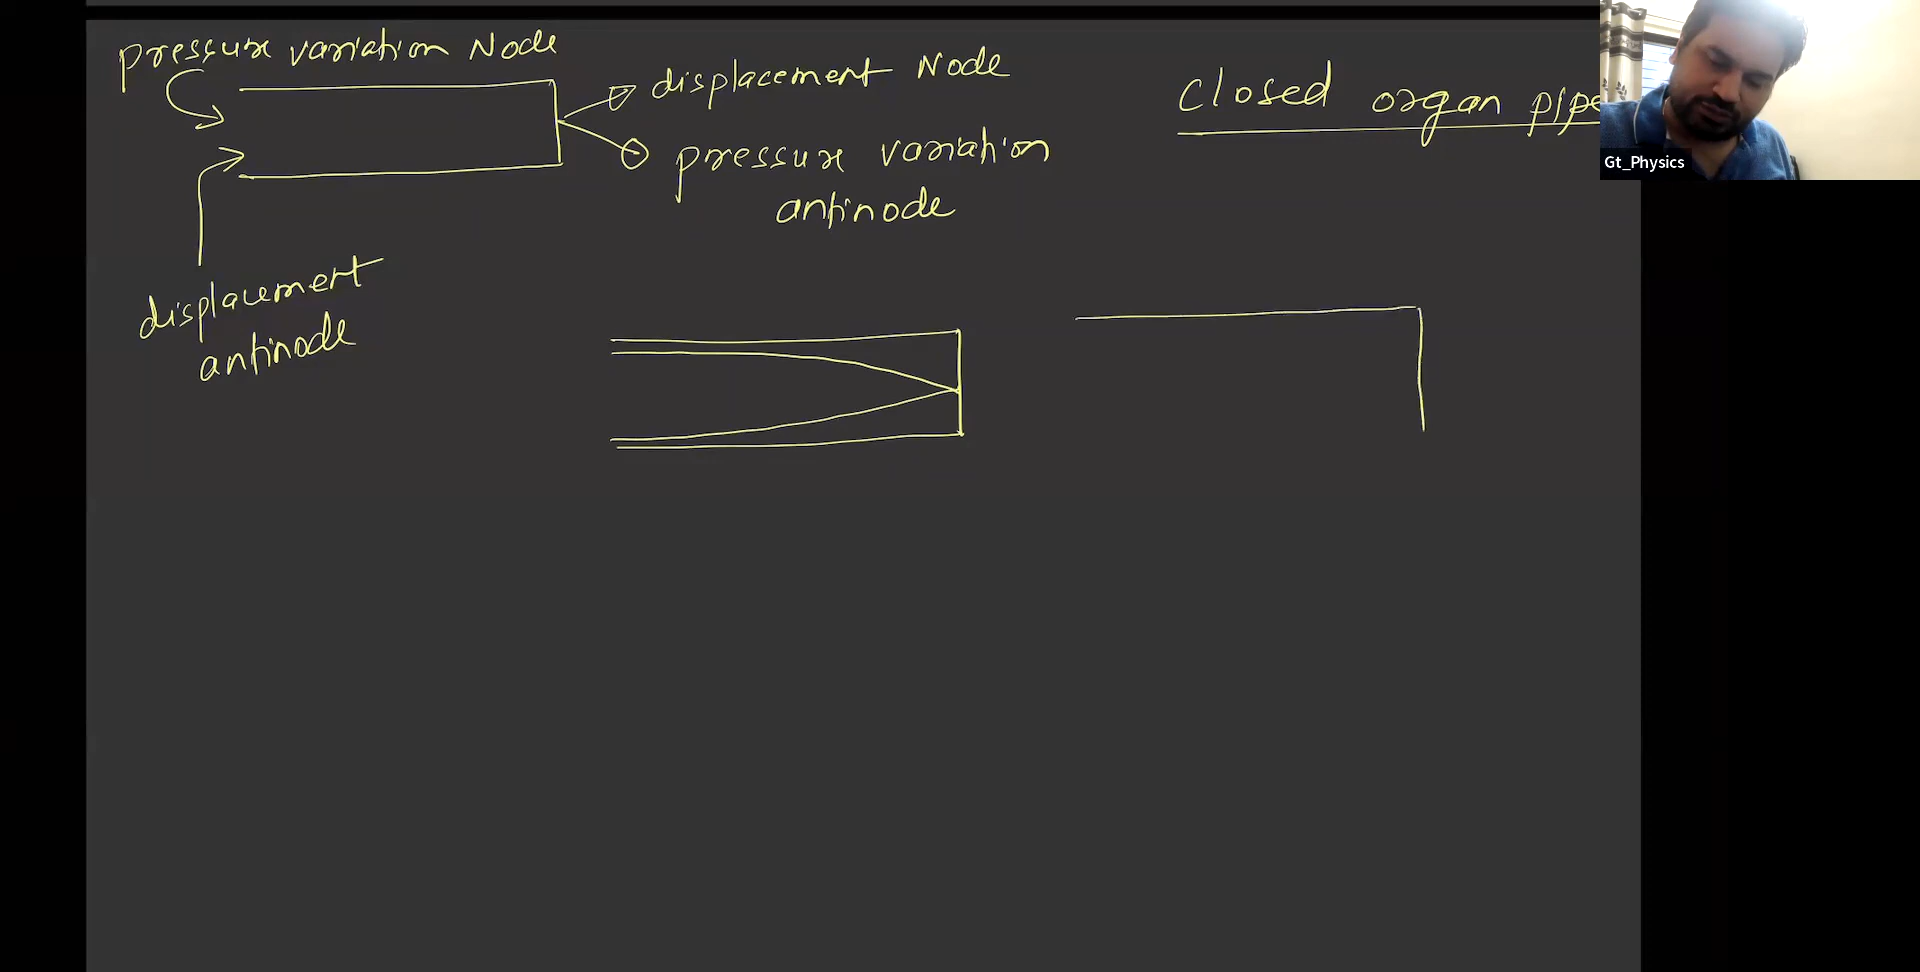 pressure variation Node
displacement Node
Closed organ pipe
pressure variation
antinode
displacement
antinode
Gt_Physics